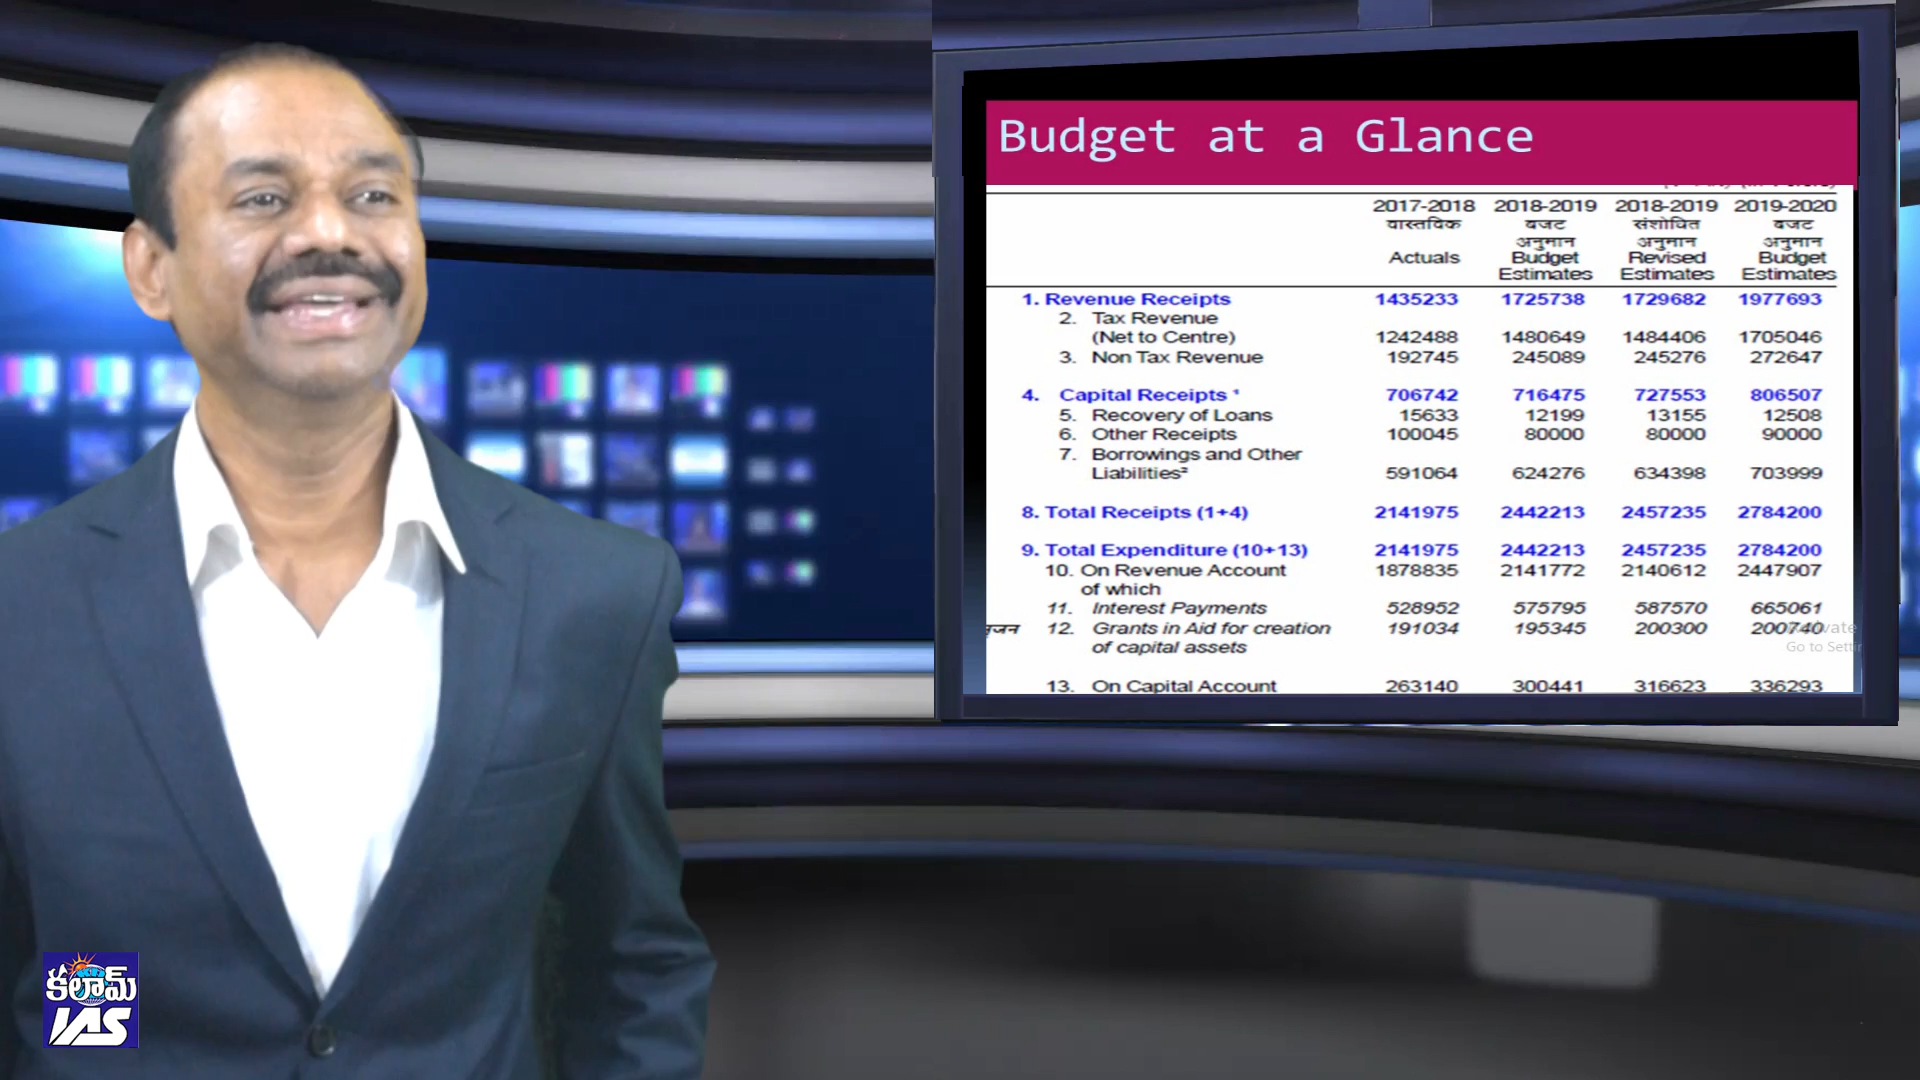 Budget at a Glance
2017-2018 2018-2019 2018-2019 2019-2020
वास्तविक बजट संशोधित बजट
अनुमान अनुमान अनुमान
Actuals Budget Revised Budget
Estimates Estimates Estimates
1. Revenue Receipts 1435233 1725738 1729682 1977693
2. Tax Revenue
(Net to Centre) 1242488 1480649 1484406 1705046
3. Non Tax Revenue 192745 245089 245276 272647
4. Capital Receipts ¹ 706742 716475 727553 806507
5. Recovery of Loans 15633 12199 13155 12508
6. Other Receipts 100045 80000 80000 90000
7. Borrowings and Other
Liabilities² 591064 624276 634398 703999
8. Total Receipts (1+4) 2141975 2442213 2457235 2784200
9. Total Expenditure (10+13) 2141975 2442213 2457235 2784200
10. On Revenue Account 1878835 2141772 2140612 2447907
of which
11. Interest Payments 528952 575795 587570 665061
12. Grants in Aid for creation 191034 195345 200300 200740
of capital assets
Go to
13. On Capital Account 263140 300441 316623 336293
కలామ్
IAS